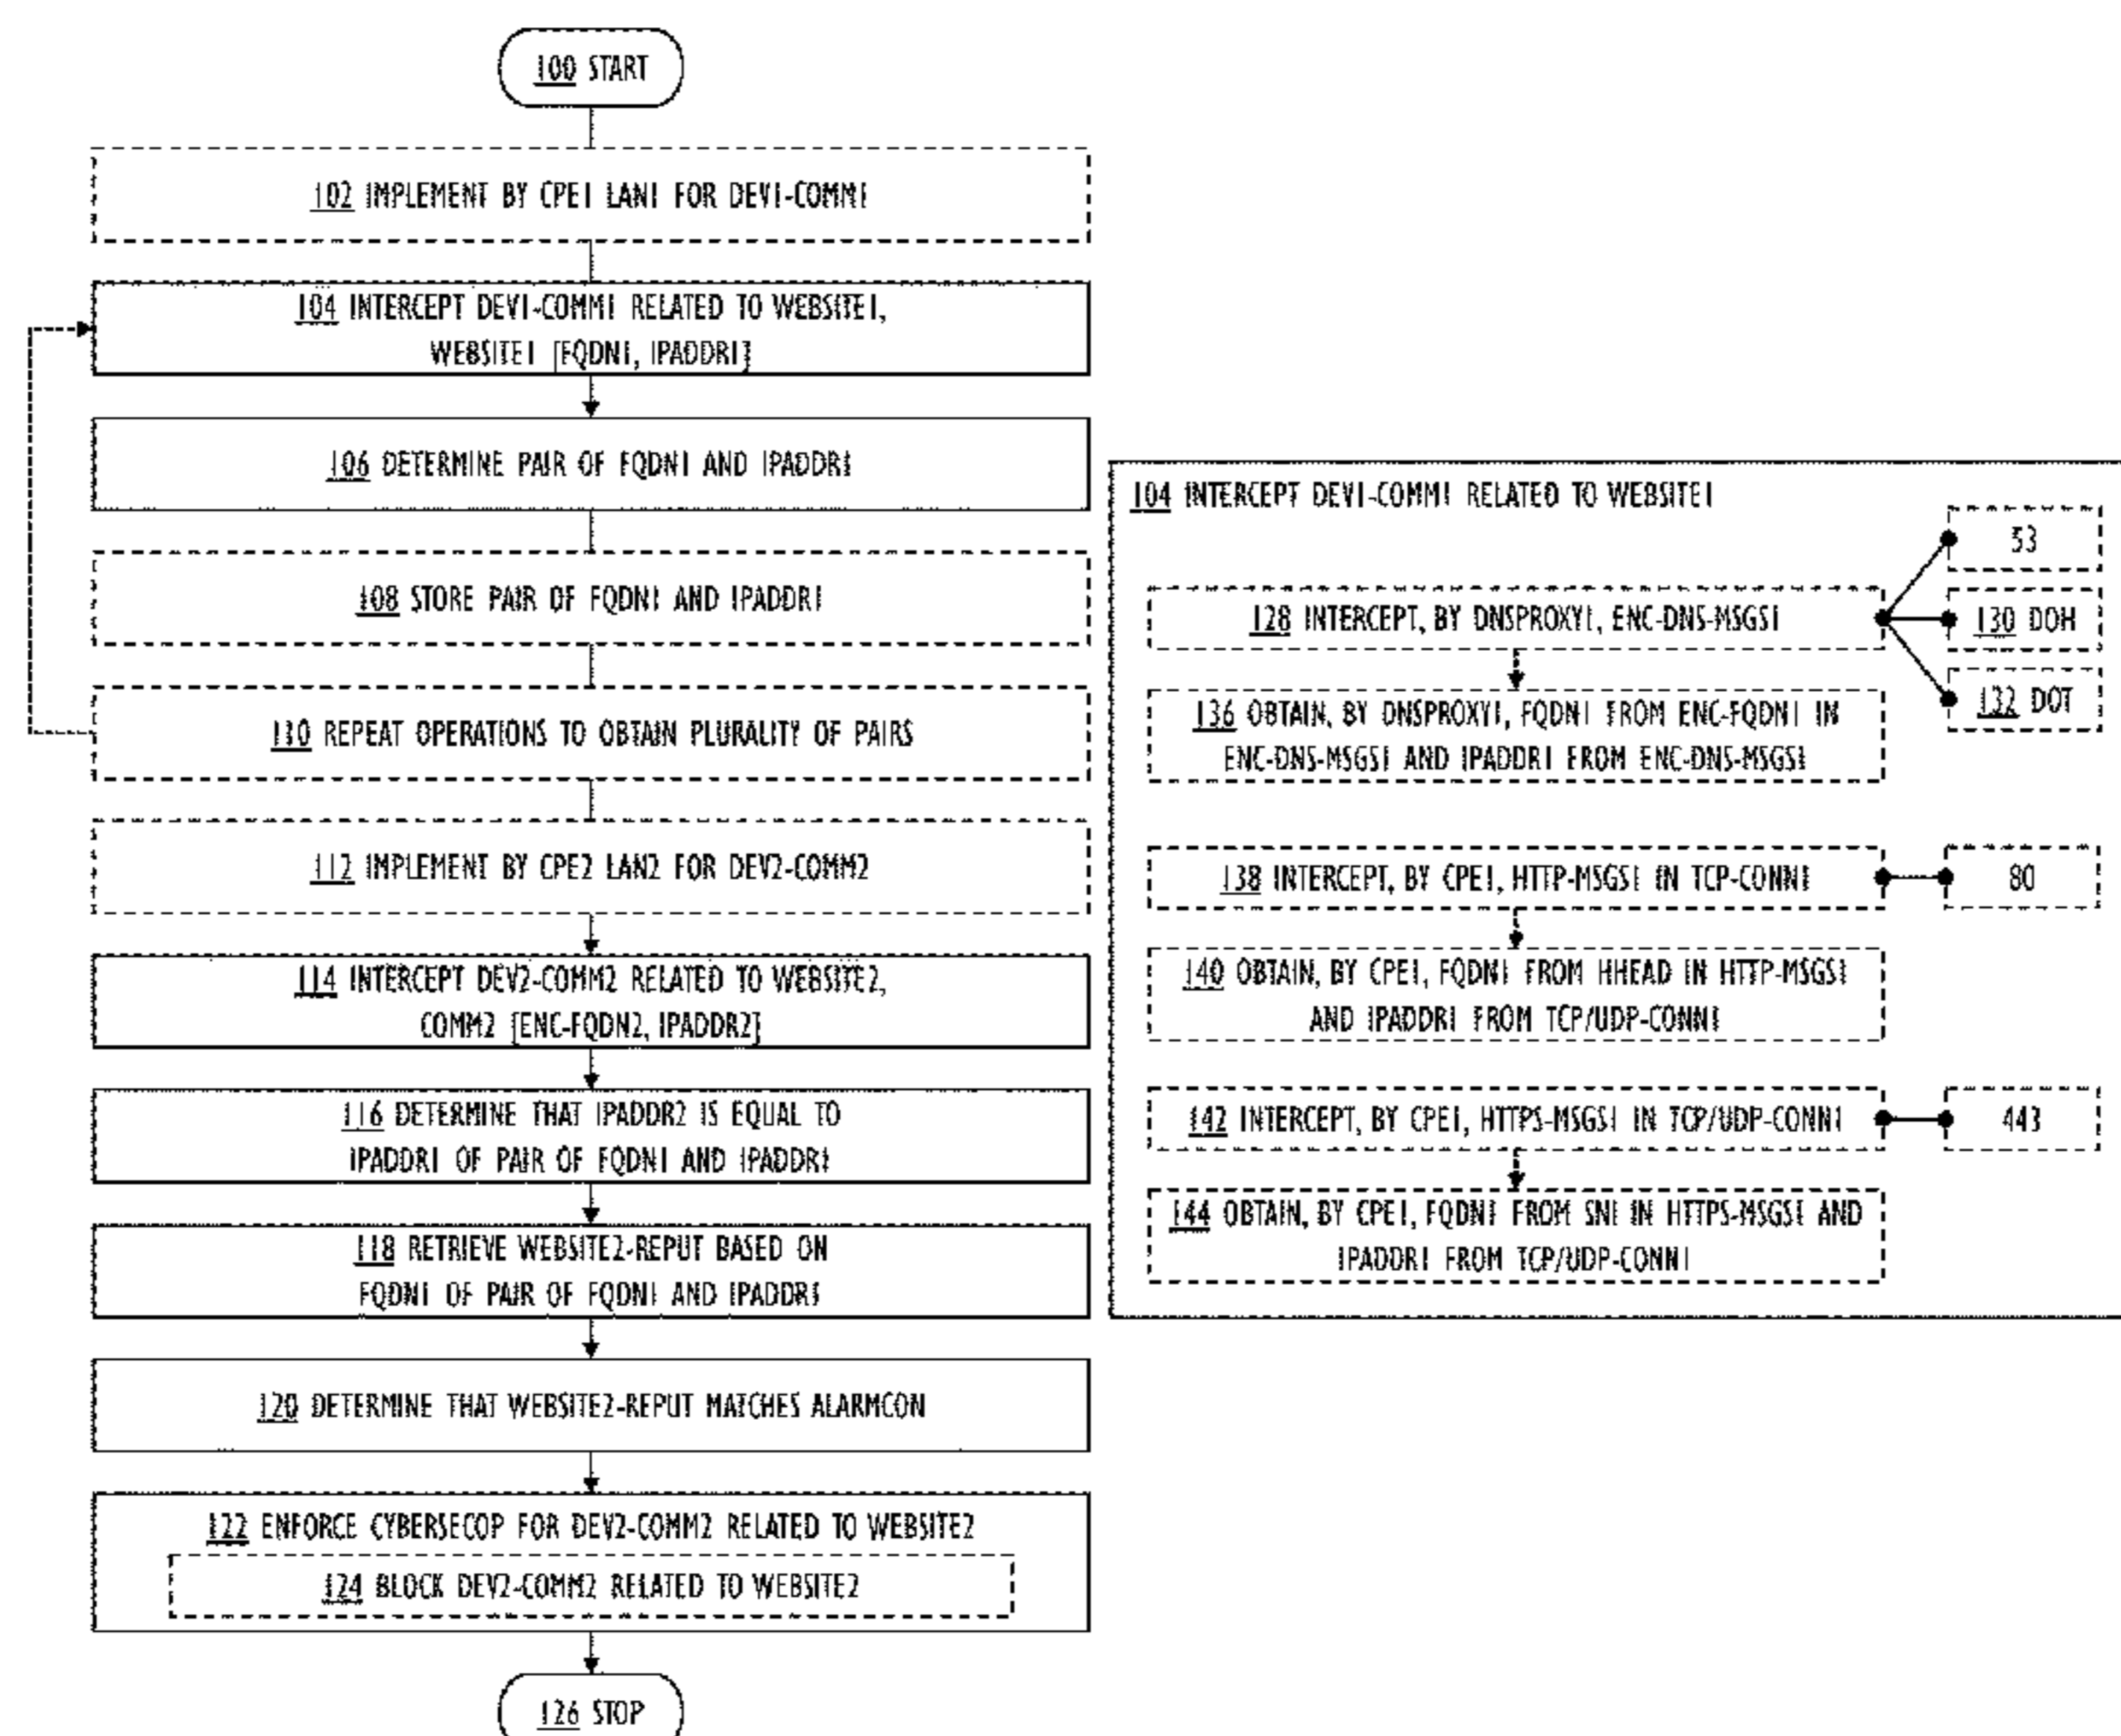 100 START
102 IMPLEMENT BY CPE1 LAN1 FOR DEV1-COMM1
104 INTERCEPT DEV1-COMM1 RELATED TO WEBSITE1,
WEBSITE1 [FQDN1, IPADDR1]
106 DETERMINE PAIR OF FQDN1 AND IPADDR1
108 STORE PAIR OF FQDN1 AND IPADDR1
110 REPEAT OPERATIONS TO OBTAIN PLURALITY OF PAIRS
112 IMPLEMENT BY CPE2 LAN2 FOR DEV2-COMM2
114 INTERCEPT DEV2-COMM2 RELATED TO WEBSITE2,
COMM2 [ENC-FQDN2, IPADDR2]
116 DETERMINE THAT IPADDR2 IS EQUAL TO
IPADDR1 OF PAIR OF FQDN1 AND IPADDR1
118 RETRIEVE WEBSITE2-REPUT BASED ON
FQDN1 OF PAIR OF FQDN1 AND IPADDR1
120 DETERMINE THAT WEBSITE2-REPUT MATCHES ALARMCON
122 ENFORCE CYBERSECOP FOR DEV2-COMM2 RELATED TO WEBSITE2
124 BLOCK DEV2-COMM2 RELATED TO WEBSITE2
126 STOP
104 INTERCEPT DEV1-COMM1 RELATED TO WEBSITE1
128 INTERCEPT, BY DNSPROXY1, ENC-DNS-MSGS1
53
130 DOH
132 DOT
136 OBTAIN, BY DNSPROXY1, FQDN1 FROM ENC-FQDN1 IN
ENC-DNS-MSGS1 AND IPADDR1 FROM ENC-DNS-MSGS1
138 INTERCEPT, BY CPE1, HTTP-MSGS1 IN TCP-CONN1
80
140 OBTAIN, BY CPE1, FQDN1 FROM HHEAD IN HTTP-MSGS1
AND IPADDR1 FROM TCP/UDP-CONN1
142 INTERCEPT, BY CPE1, HTTPS-MSGS1 IN TCP/UDP-CONN1
443
144 OBTAIN, BY CPE1, FQDN1 FROM SNI IN HTTPS-MSGS1 AND
IPADDR1 FROM TCP/UDP-CONN1